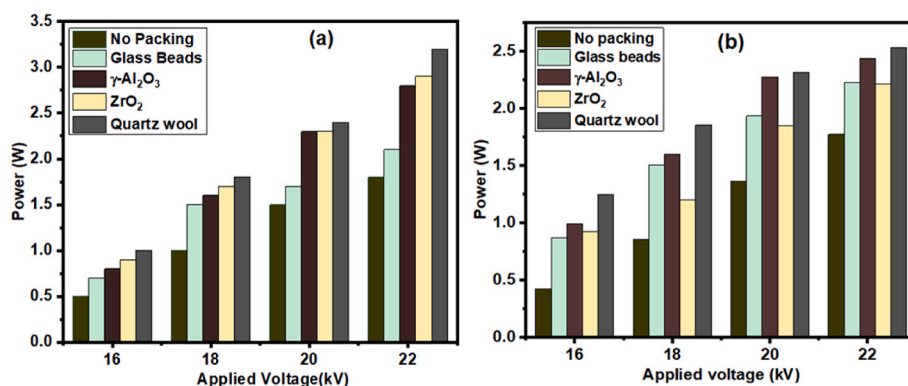 (a)
No Packing
Glass Beads
γ-Al₂O₃
ZrO₂
Quartz wool
Power (W)
3.5
3.0
2.5
2.0
1.5
1.0
0.5
0.0
16 18 20 22
Applied Voltage(kV)
(b)
No packing
Glass beads
γ-Al₂O₃
ZrO₂
Quartz wool
Power (W)
2.5
2.0
1.5
1.0
0.5
0.0
16 18 20 22
Applied voltage (kV)